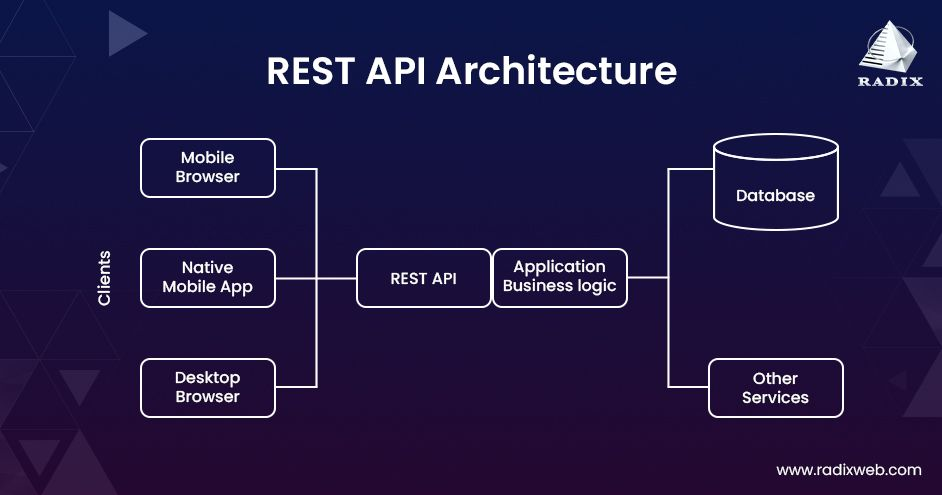 REST API Architecture
RADIX
Mobile
Browser
Clients
Native
Mobile App
Desktop
Browser
REST API
Application
Business logic
Database
Other
Services
www.radixweb.com